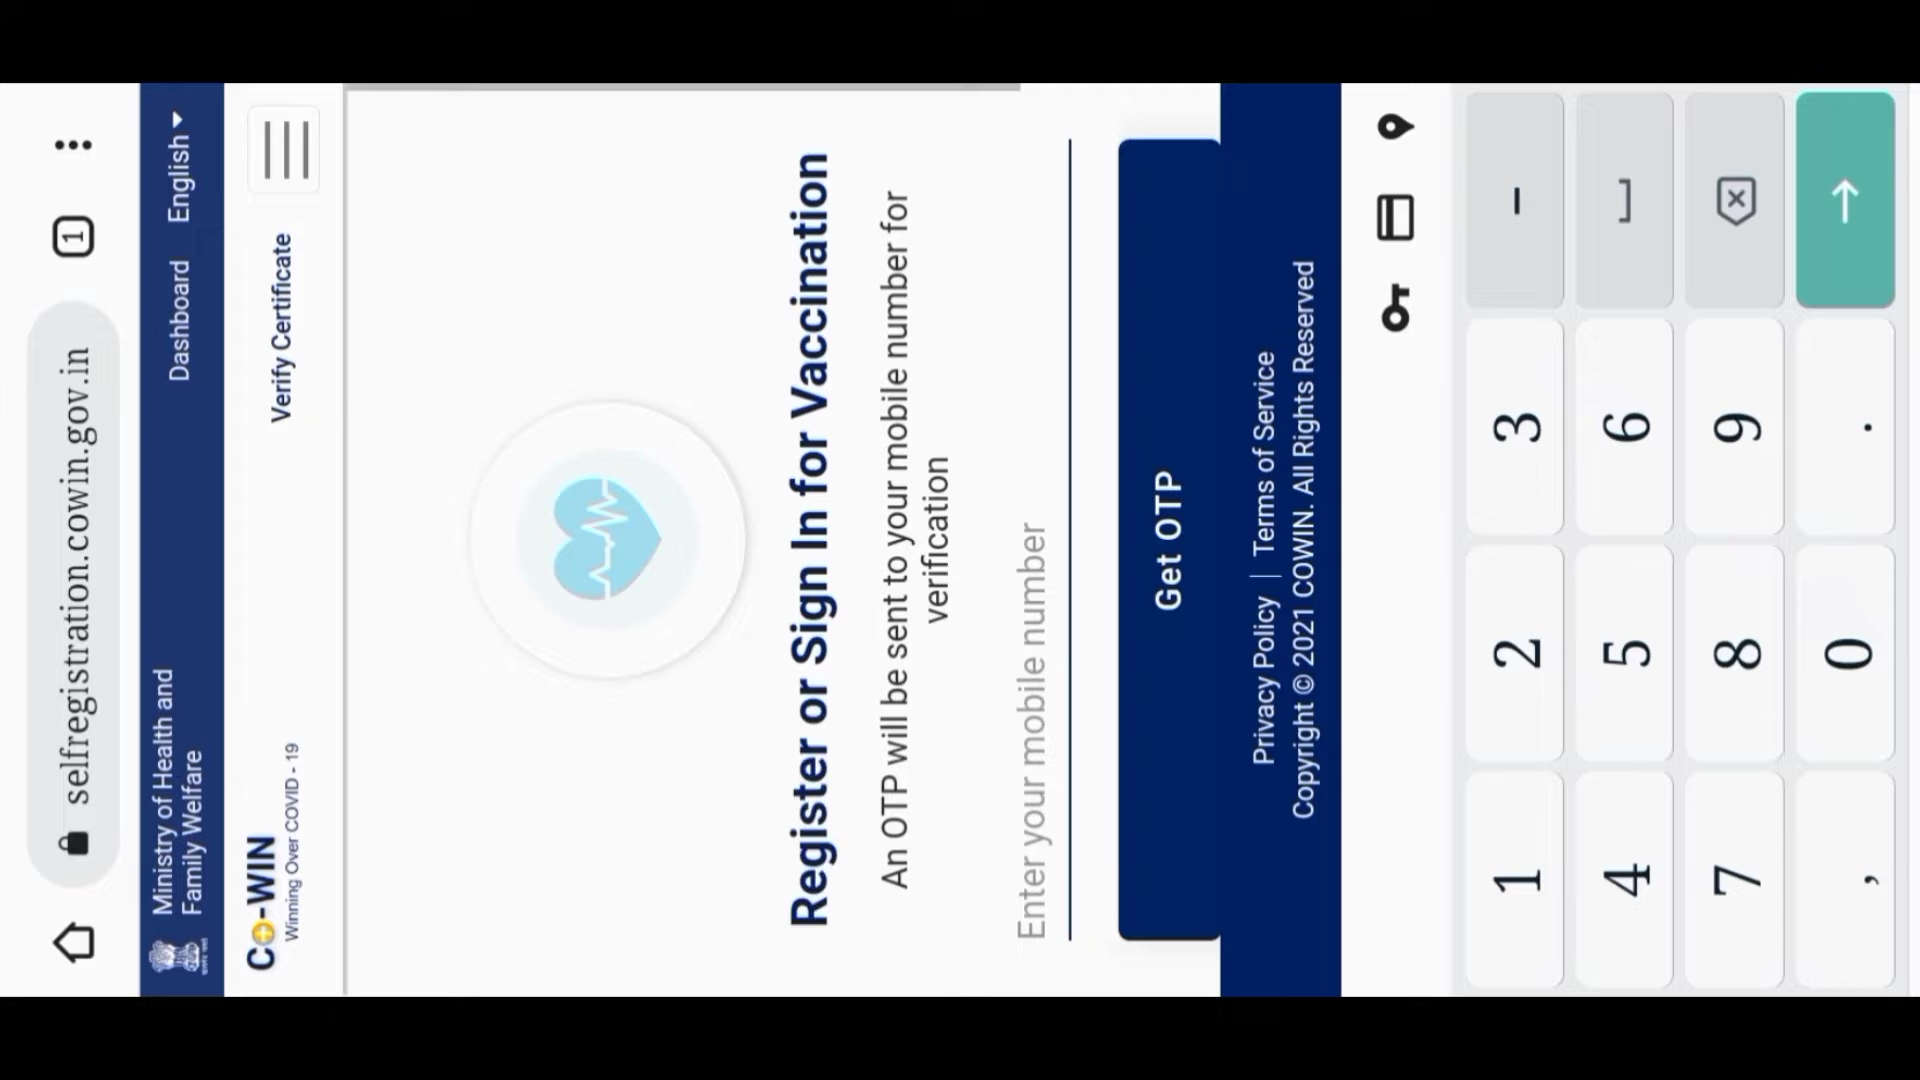 selfregistration.cowin.gov.in
1
Ministry of Health and
Family Welfare
Dashboard
English
Co-WIN
Winning Over COVID - 19
Verify Certificate
Register or Sign In for Vaccination
An OTP will be sent to your mobile number for
verification
Enter your mobile number
Get OTP
Privacy Policy | Terms of Service
Copyright © 2021 COWIN. All Rights Reserved
1 2 3 -
4 5 6
7 8 9
, 0 .